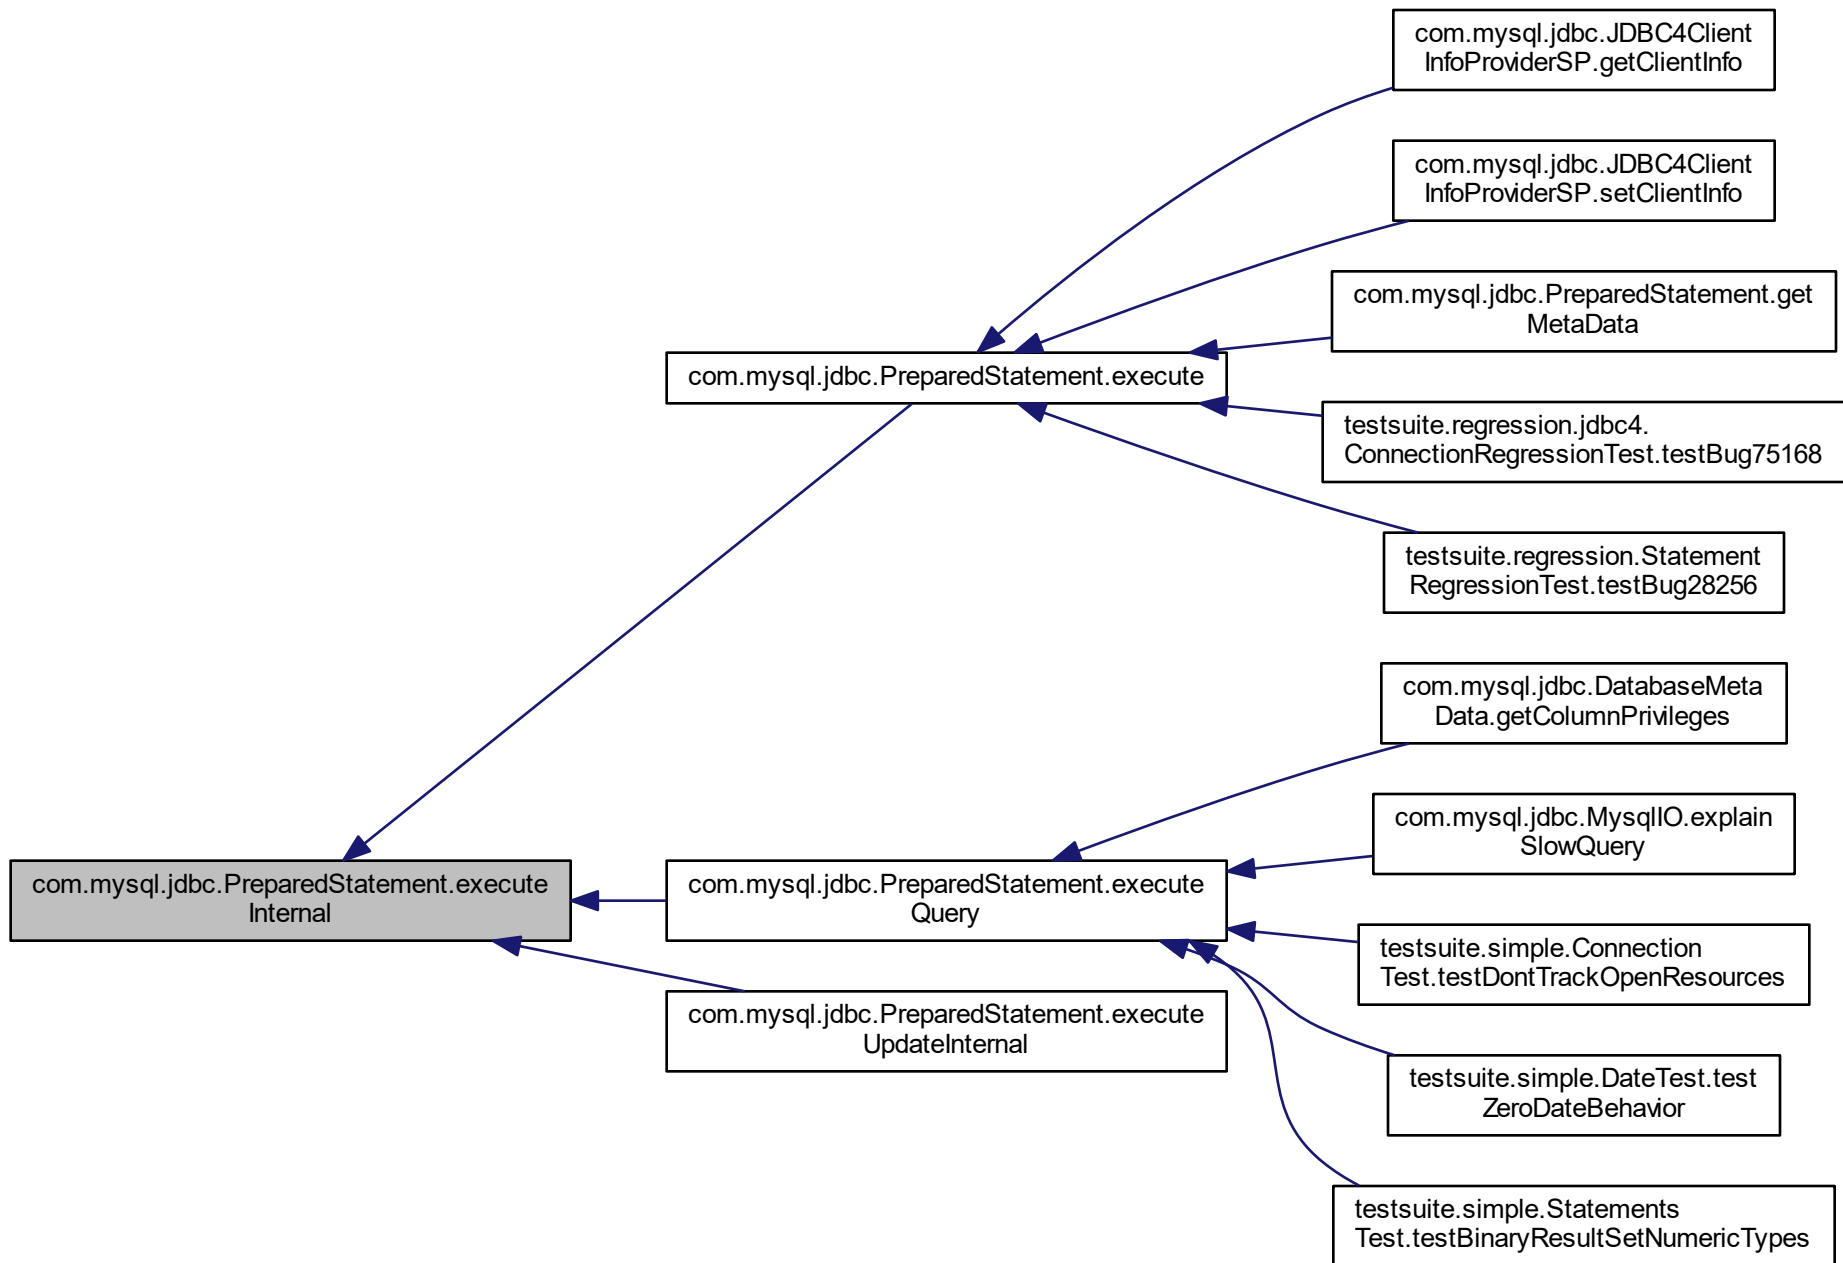 com.mysql.jdbc.JDBC4Client
InfoProviderSP.getClientInfo
com.mysql.jdbc.JDBC4Client
InfoProviderSP.setClientInfo
com.mysql.jdbc.PreparedStatement.get
MetaData
com.mysql.jdbc.PreparedStatement.execute
testsuite.regression.jdbc4.
ConnectionRegressionTest.testBug75168
testsuite.regression.Statement
RegressionTest.testBug28256
com.mysql.jdbc.DatabaseMeta
Data.getColumnPrivileges
com.mysql.jdbc.MysqlIO.explain
SlowQuery
com.mysql.jdbc.PreparedStatement.execute
Internal
com.mysql.jdbc.PreparedStatement.execute
Query
testsuite.simple.Connection
Test.testDontTrackOpenResources
com.mysql.jdbc.PreparedStatement.execute
UpdateInternal
testsuite.simple.DateTest.test
ZeroDateBehavior
testsuite.simple.Statements
Test.testBinaryResultSetNumericTypes